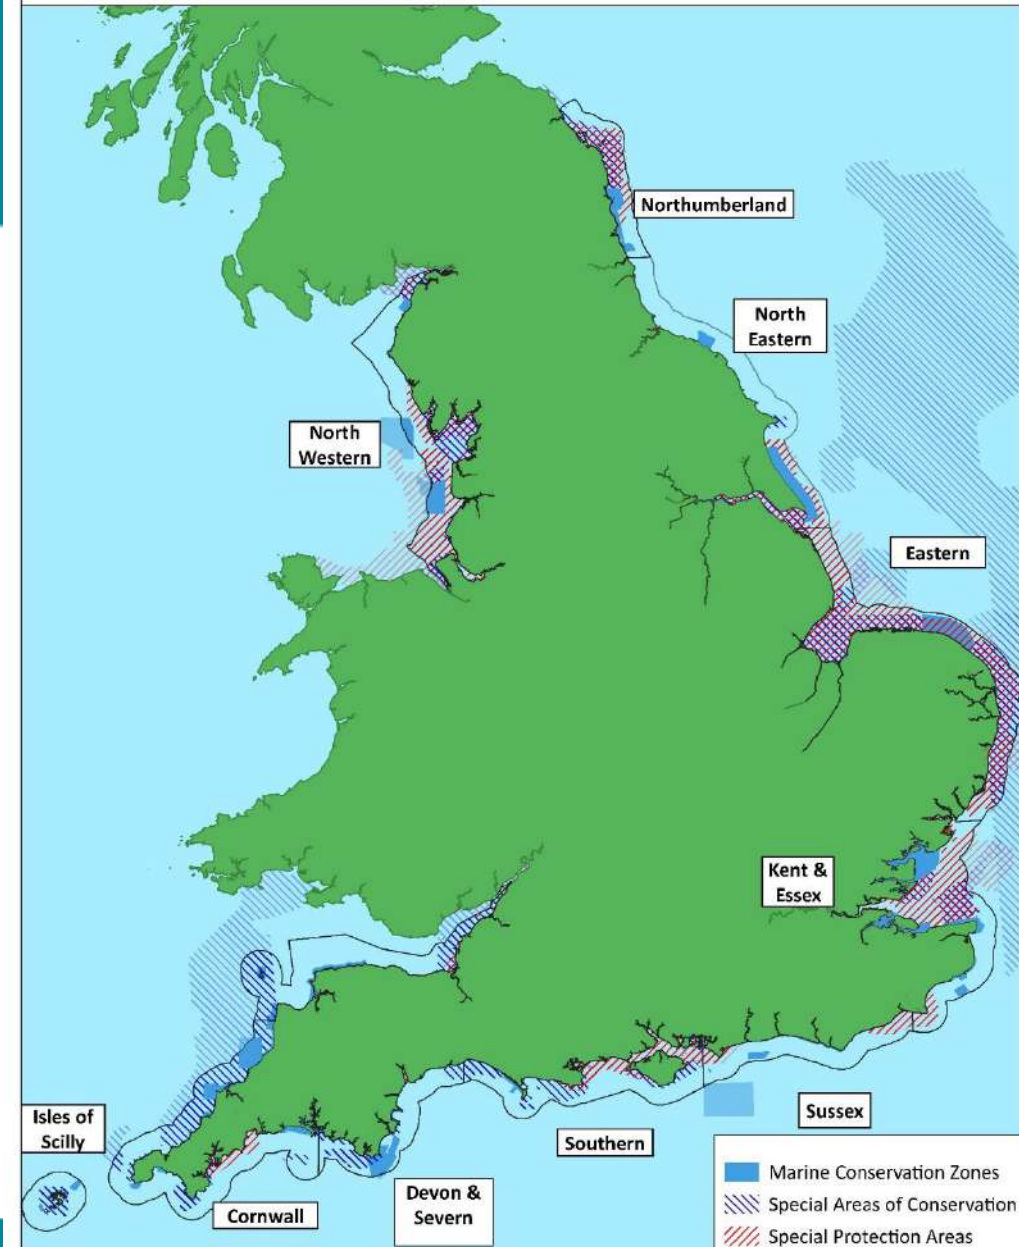 Northumberland
North
Eastern
North
Western
Eastern
Kent &
Essex
Isles of
Scilly
Sussex
Southern
Devon &
Severn
Cornwall
Marine Conservation Zones
Special Areas of Conservation
Special Protection Areas